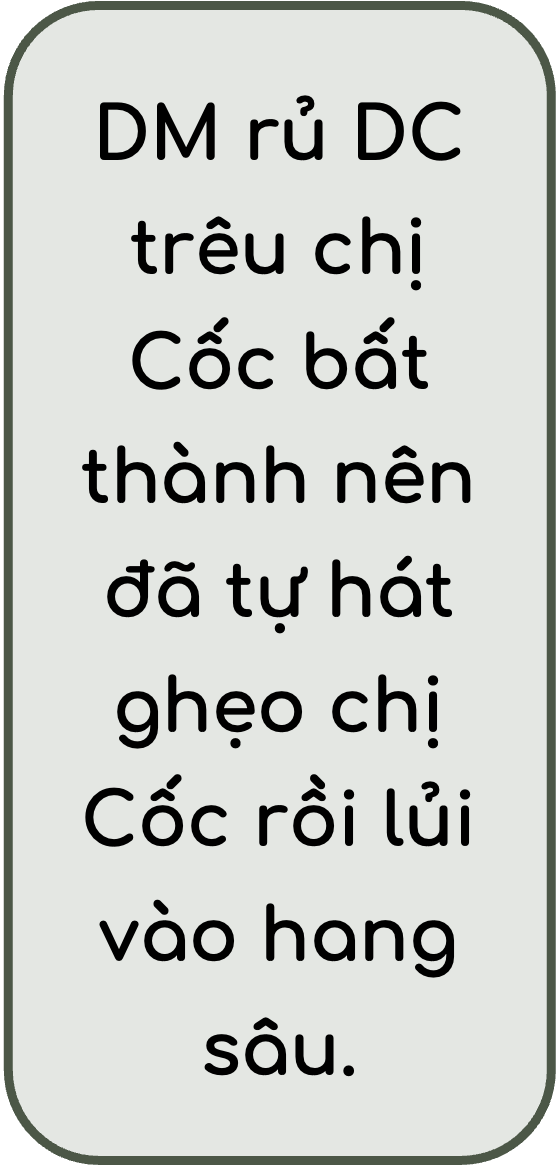 DM rủ DC
trêu chị
Cốc bất
thành nên
đã tự hát
ghẹo chị
Cốc rồi lủi
vào hang
sâu.